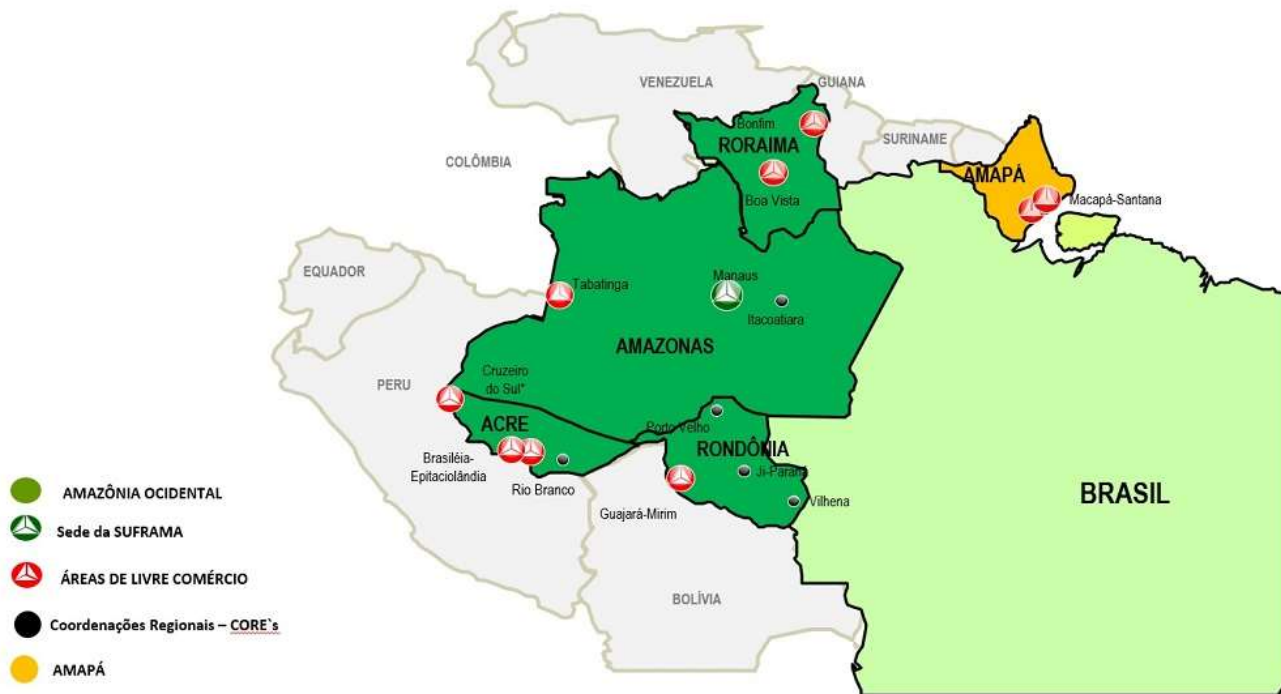 VENEZUELA
GUIANA
Bonfim
RORAIMA
SURINAME
COLÔMBIA
AMAPÁ
Boa Vista
Macapá-Santana
EQUADOR
Tabatinga
Manaus
Itacoatiara
AMAZONAS
Cruzeiro
do Sul*
PERU
ACRE
Porto Velho
RONDÔNIA
Brasiléia-
Epitaciolândia
Ji-Paraná
Rio Branco
Vilhena
Guajará-Mirim
BRASIL
BOLÍVIA
AMAZÔNIA OCIDENTAL
Sede da SUFRAMA
ÁREAS DE LIVRE COMÉRCIO
Coordenações Regionais – CORE`s
AMAPÁ